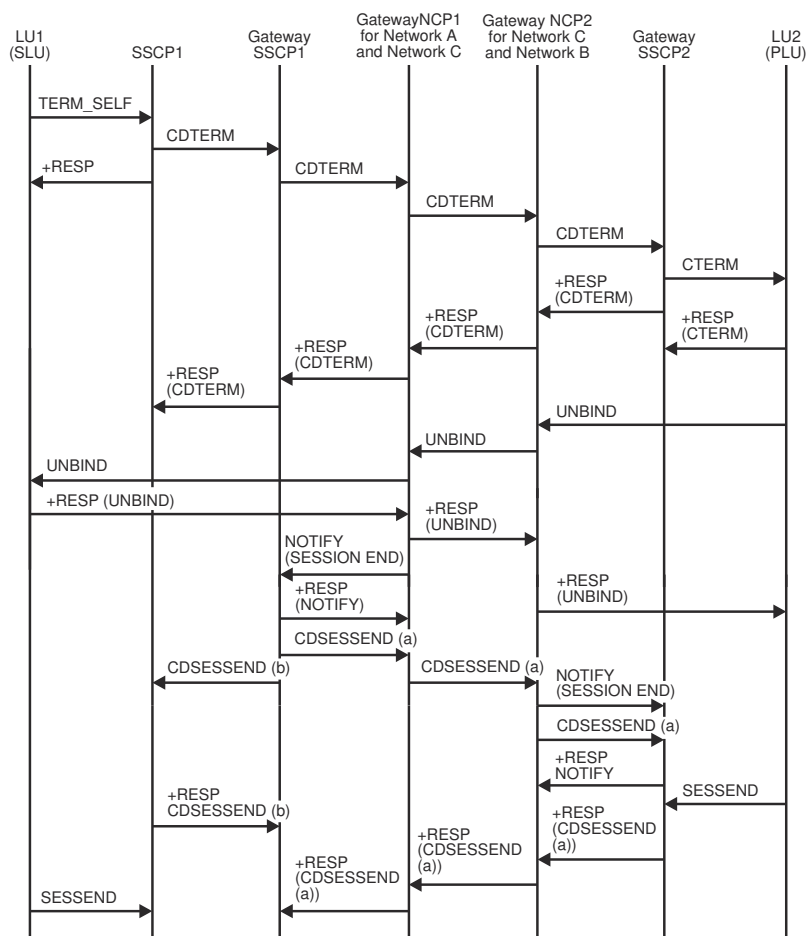 LU1
(SLU)
SSCP1
Gateway
SSCP1
GatewayNCP1
for Network A
and Network C
Gateway NCP2
for Network C
and Network B
Gateway
SSCP2
LU2
(PLU)
TERM_SELF
CDTERM
+RESP
CDTERM
CDTERM
CDTERM
CTERM
+RESP
(CDTERM)
+RESP
(CTERM)
+RESP
(CDTERM)
+RESP
(CDTERM)
+RESP
(CDTERM)
UNBIND
UNBIND
UNBIND
+RESP (UNBIND)
+RESP
(UNBIND)
NOTIFY
(SESSION END)
+RESP
(NOTIFY)
+RESP
(UNBIND)
CDSESSEND (a)
CDSESSEND (b)
CDSESSEND (a)
NOTIFY
(SESSION END)
CDSESSEND (a)
+RESP
NOTIFY
SESSEND
+RESP
CDSESSEND (b)
+RESP
(CDSESSEND
(a))
+RESP
(CDSESSEND
(a))
+RESP
(CDSESSEND
(a))
SESSEND